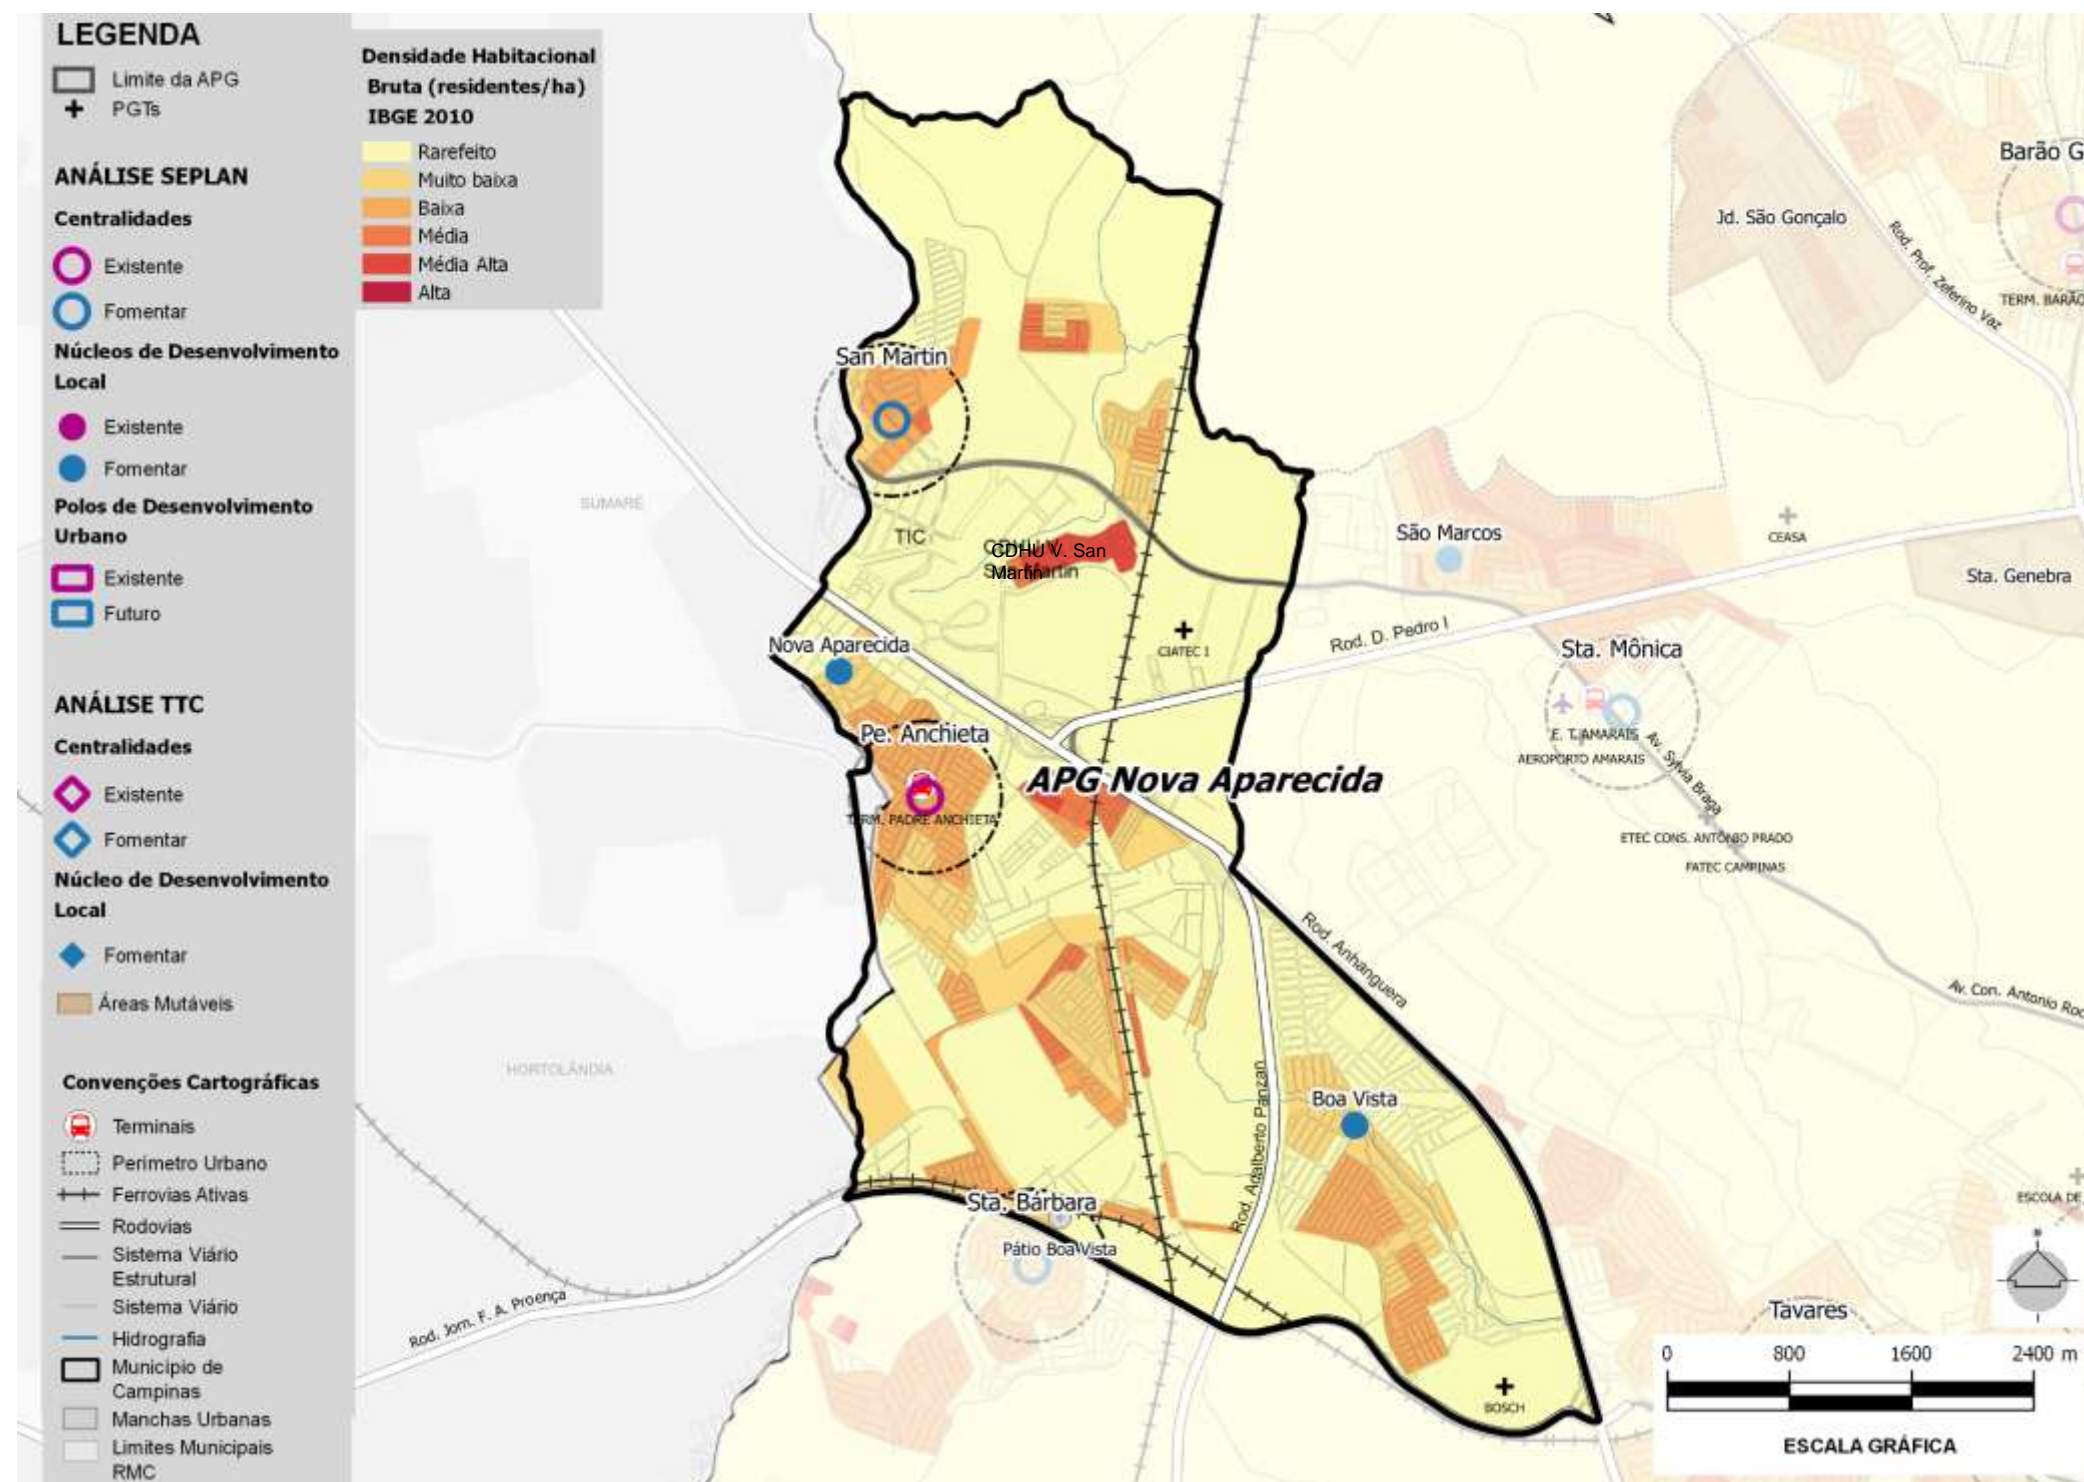 LEGENDA
Limite da APG
PGTs
ANÁLISE SEPLAN
Centralidades
Existente
Fomentar
Núcleos de Desenvolvimento
Local
Existente
Fomentar
Polos de Desenvolvimento
Urbano
Existente
Futuro
ANÁLISE TTC
Centralidades
Existente
Fomentar
Núcleo de Desenvolvimento
Local
Fomentar
Áreas Mutáveis
Convenções Cartográficas
Terminais
Perimetro Urbano
Ferrovias Ativas
Rodovias
Sistema Viário
Estrutural
Sistema Viário
Hidrografia
Município de
Campinas
Manchas Urbanas
Limites Municipais
RMC
Densidade Habitacional
Bruta (residentes/ha)
IBGE 2010
Rarefeito
Muito baixa
Baixa
Média
Média Alta
Alta
SUMARÉ
HORTOLÂNDIA
Rod. Jorn. F. A. Proença
San Martin
TIC
CDHU V. San
Martin
CIATEC I
Nova Aparecida
Pe. Anchieta
TERM. PADRE ANCHIETA
APG Nova Aparecida
Rod. D. Pedro I
Rod. Anhanguera
Rod. Adalberto Panzan
Boa Vista
Sta. Bárbara
Pátio Boa Vista
BOSCH
Barão G
TERM. BARÃO
Jd. São Gonçalo
Rod. Prof. Zeferino Vaz
São Marcos
CEASA
Sta. Genebra
Sta. Mônica
E. T. AMARAIS
AEROPORTO AMARAIS
Av. Sylvia Braga
ETEC CONS. ANTÔNIO PRADO
FATEC CAMPINAS
Av. Con. Antonio Roc
ESCOLA DE
Tavares
0 800 1600 2400 m
ESCALA GRÁFICA